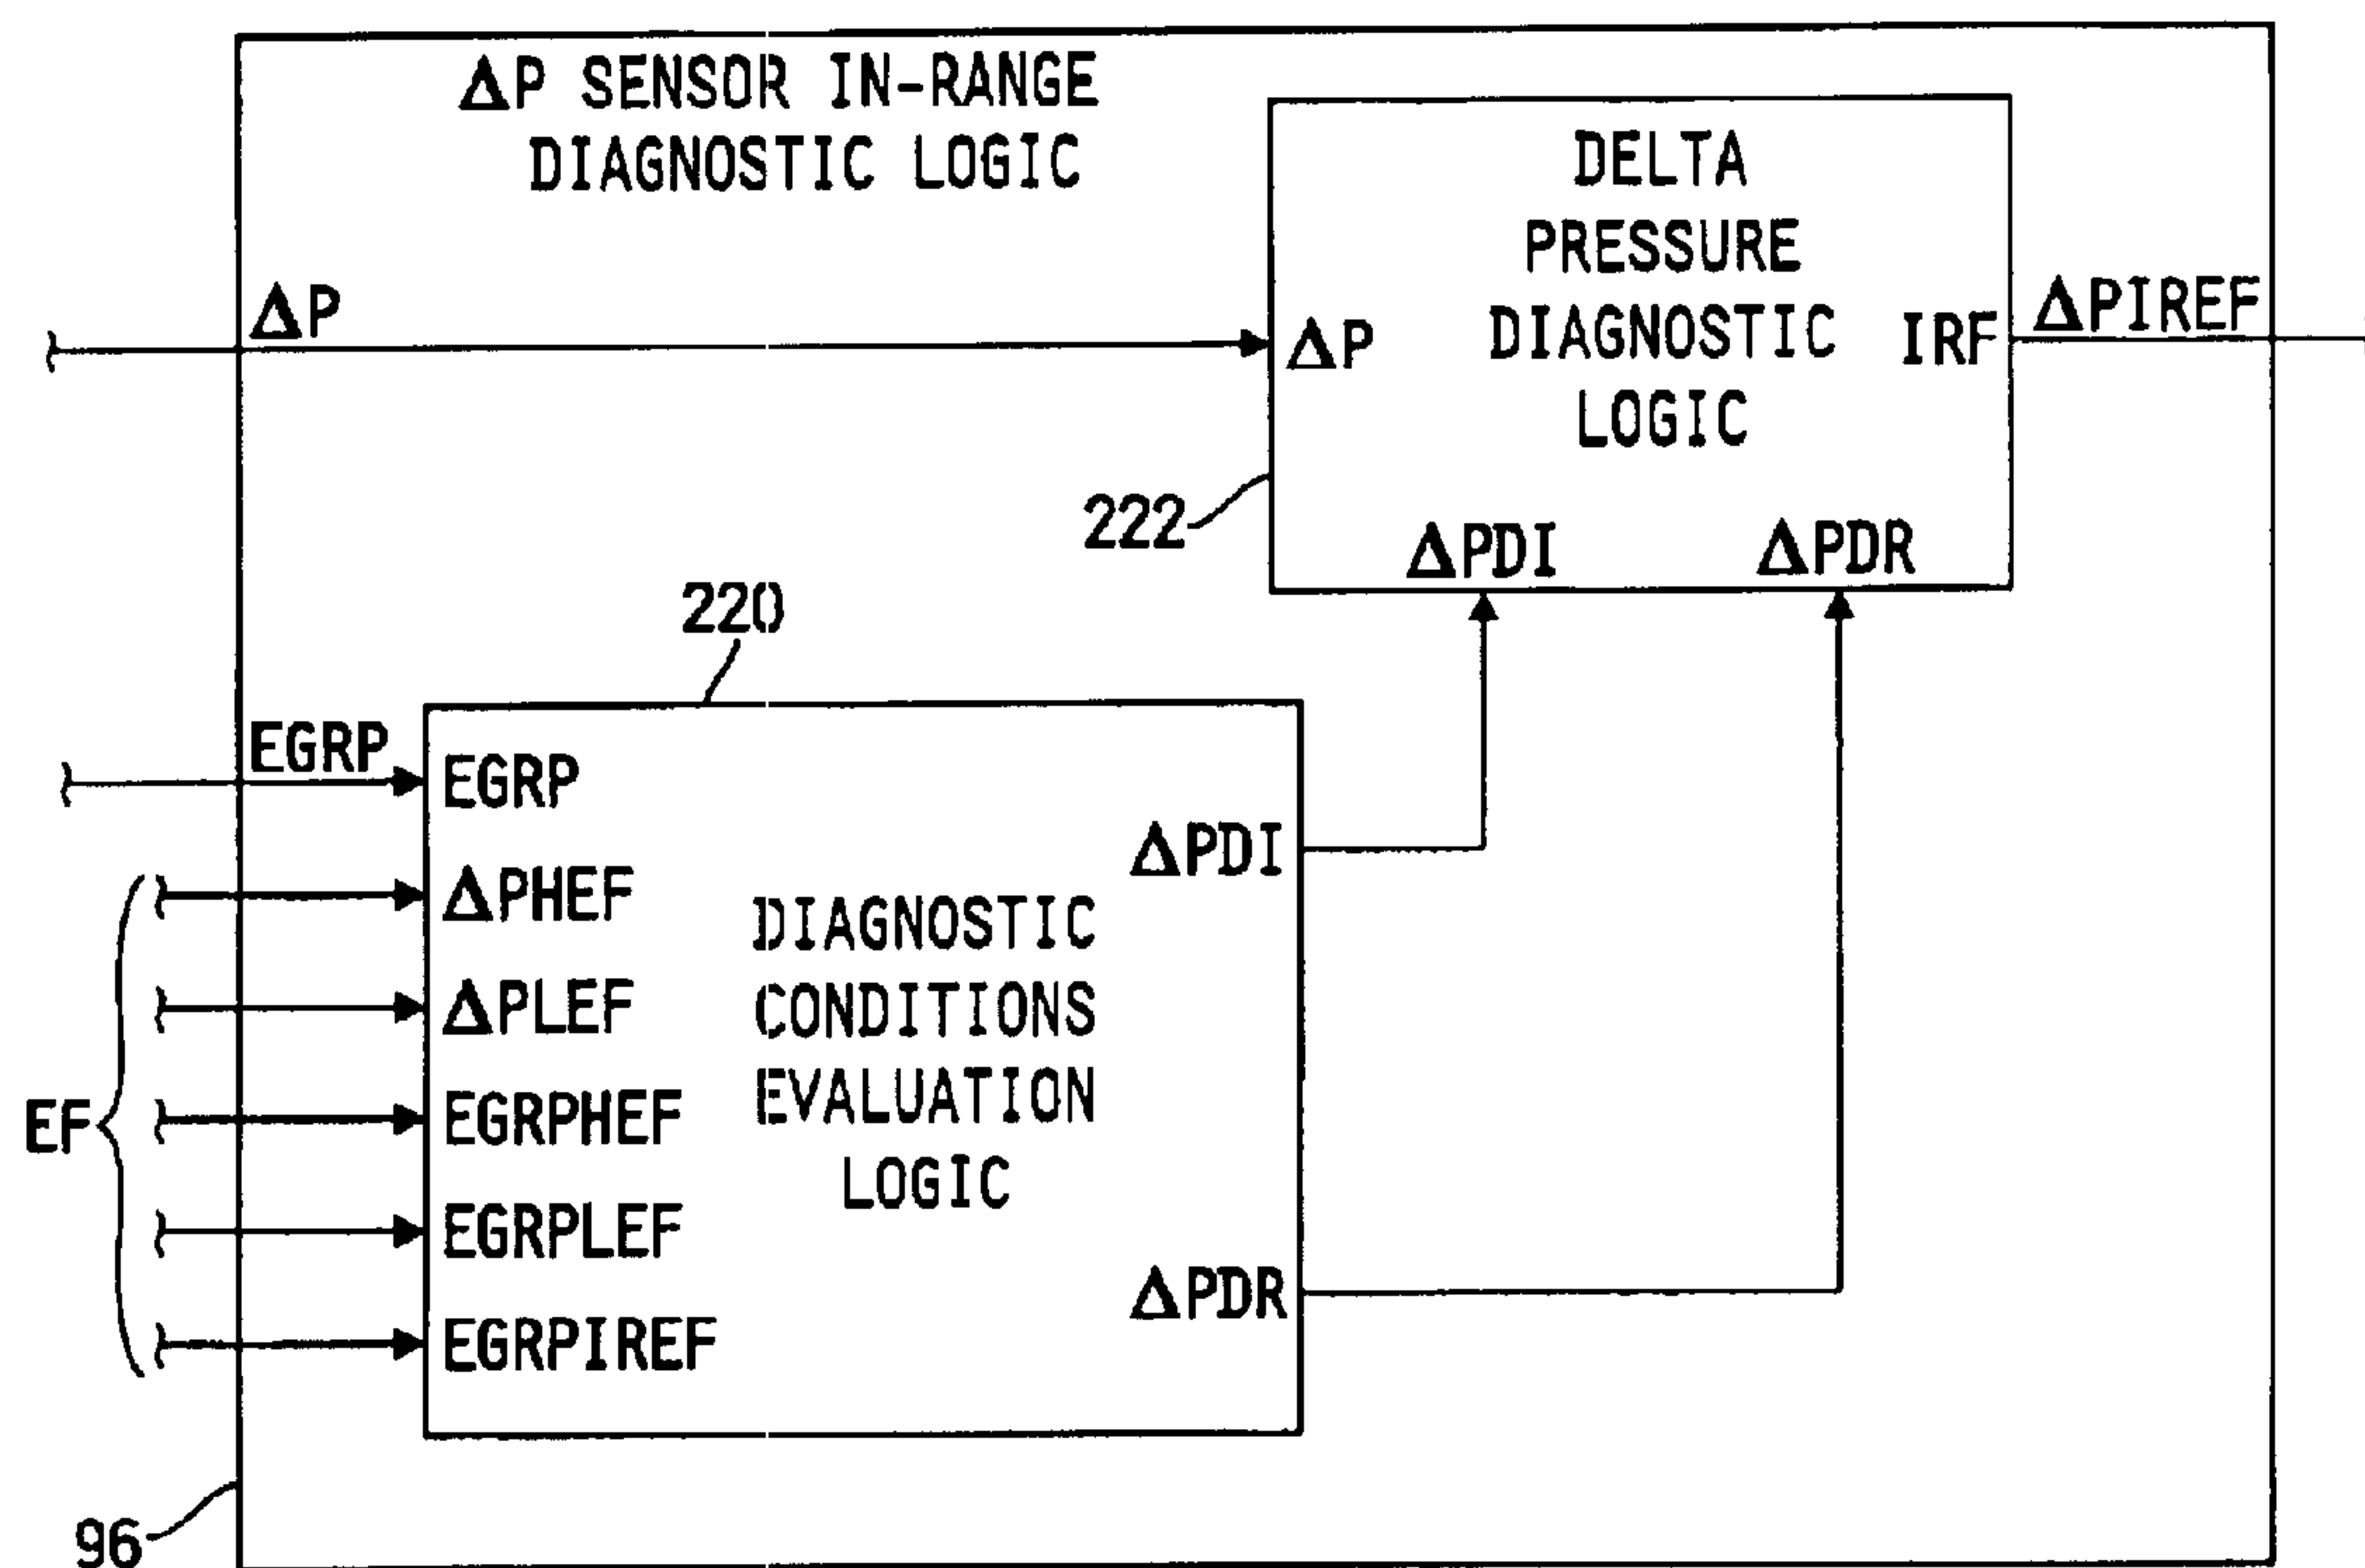 ΔP SENSOR IN-RANGE
DIAGNOSTIC LOGIC
DELTA
PRESSURE
DIAGNOSTIC
LOGIC
ΔP
ΔP
IRF
ΔPIREF
222
ΔPDI
ΔPDR
220
EGRP
EGRP
ΔPHEF
ΔPLEF
EGRPHEF
EGRPLEF
EGRPIREF
EF
DIAGNOSTIC
CONDITIONS
EVALUATION
LOGIC
ΔPDI
ΔPDR
96